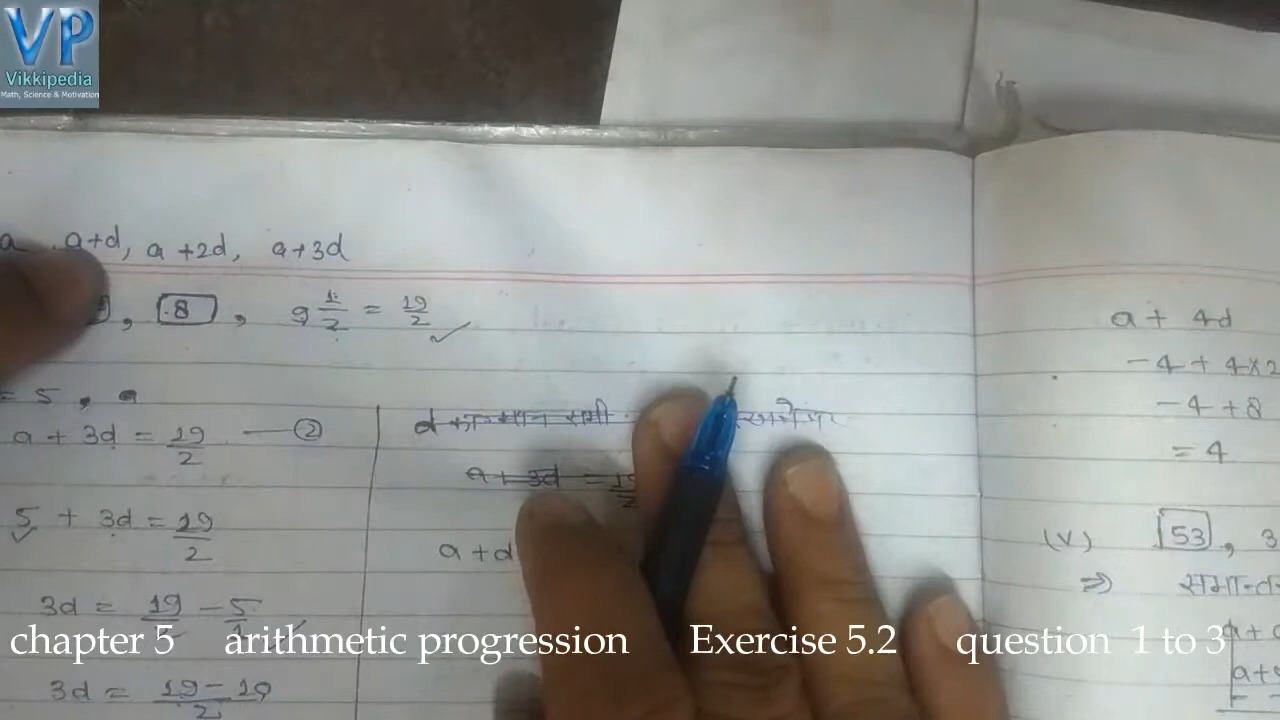 VP
Vikkipedia
Math, Science & Motivation
a, a+d, a+2d, a+3d
, 8 , 9 1/2 = 19/2
= 5,
a + 3d = 19/2 — ②
5 + 3d = 19/2
3d = 19/2 - 5/1
3d = 19-10/2
d का मान समी
a + 3d = 19/2
a + d
a + 4d
-4 + 4×2
-4 + 8
= 4
(V) 53 , 3
⇒
chapter 5 arithmetic progression Exercise 5.2 question 1 to 3